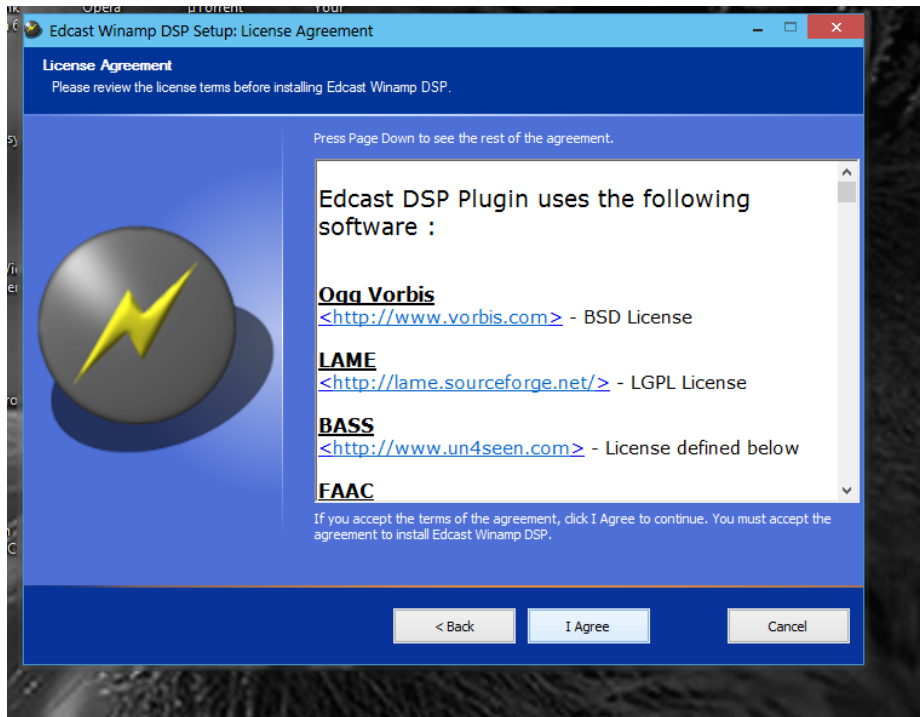 Opera µTorrent Your
Edcast Winamp DSP Setup: License Agreement
License Agreement
Please review the license terms before installing Edcast Winamp DSP.
Press Page Down to see the rest of the agreement.
Edcast DSP Plugin uses the following
software :
Ogg Vorbis
<http://www.vorbis.com> - BSD License
LAME
<http://lame.sourceforge.net/> - LGPL License
BASS
<http://www.un4seen.com> - License defined below
FAAC
If you accept the terms of the agreement, click I Agree to continue. You must accept the
agreement to install Edcast Winamp DSP.
< Back I Agree Cancel